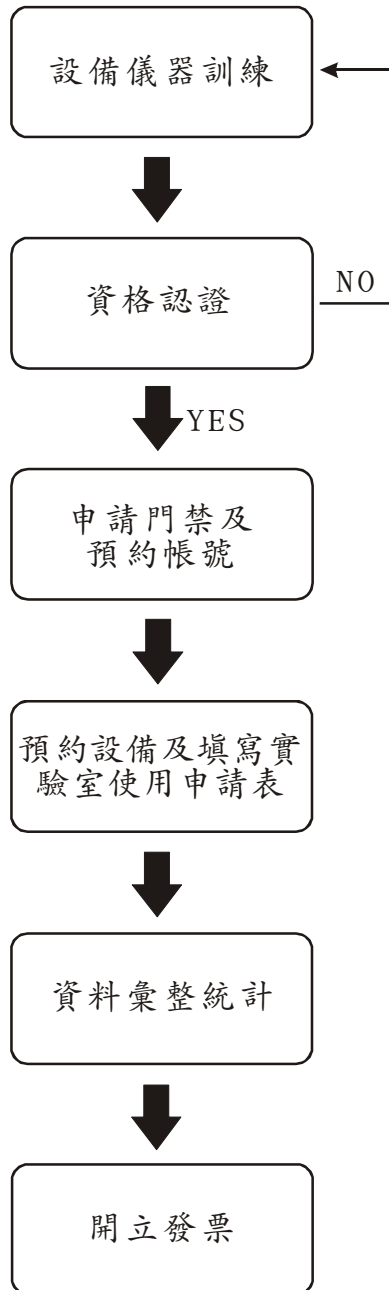 設備儀器訓練
資格認證
NO
YES
申請門禁及
預約帳號
預約設備及填寫實
驗室使用申請表
資料彙整統計
開立發票